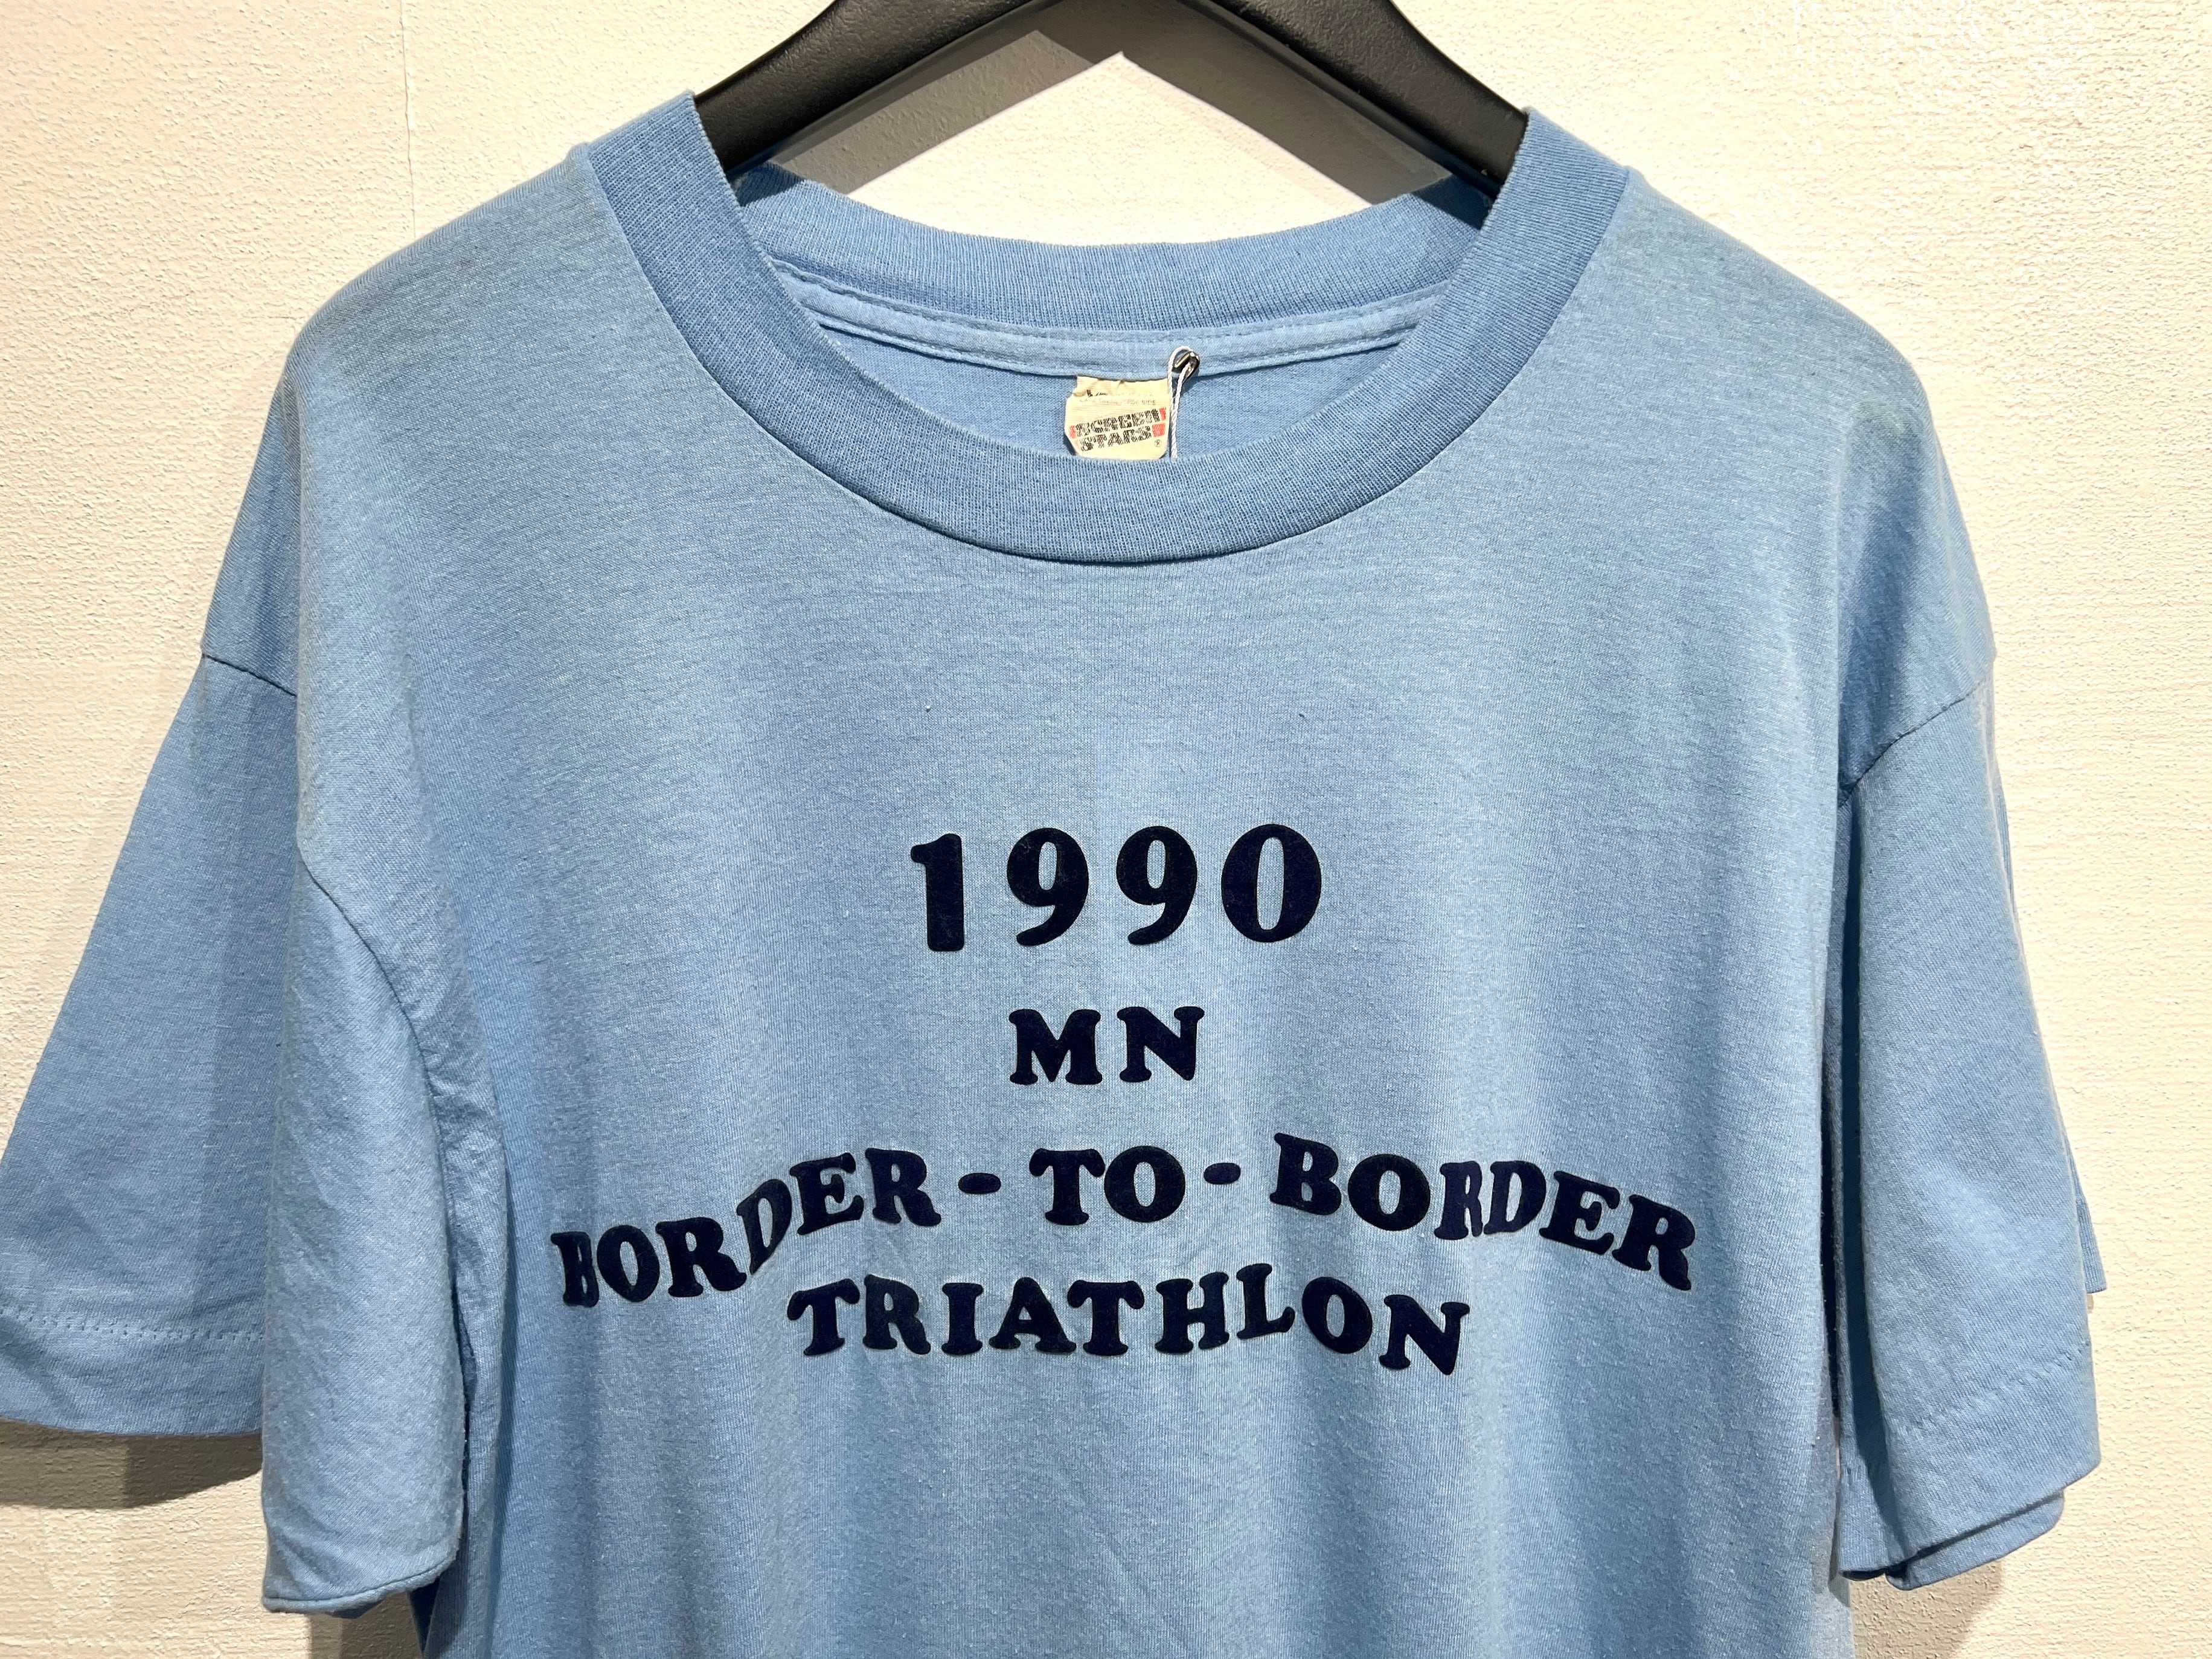 SCREEN
STARS
1990
MN
BORDER-TO-BORDER
TRIATHLON